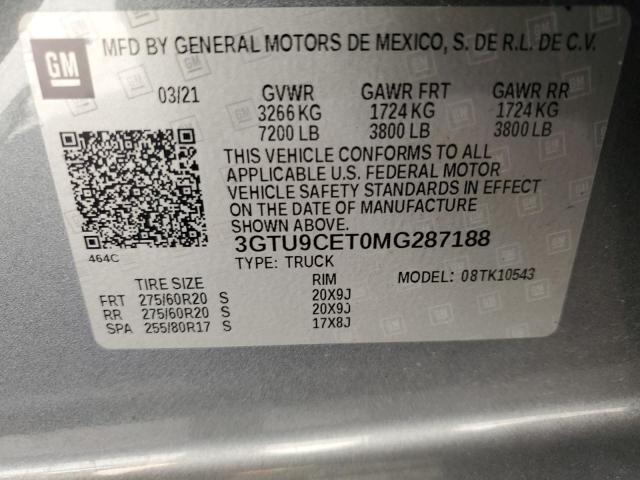 GM
MFD BY GENERAL MOTORS DE MEXICO, S. DE R.L. DE C.V.
03/21 GVWR GAWR FRT GAWR RR
3266 KG 1724 KG 1724 KG
7200 LB 3800 LB 3800 LB
THIS VEHICLE CONFORMS TO ALL
APPLICABLE U.S. FEDERAL MOTOR
VEHICLE SAFETY STANDARDS IN EFFECT
ON THE DATE OF MANUFACTURE
SHOWN ABOVE.
3GTU9CET0MG287188
464C
TYPE: TRUCK
MODEL: 08TK10543
TIRE SIZE RIM
FRT 275/60R20 S 20X9J
RR 275/60R20 S 20X9J
SPA 255/80R17 S 17X8J